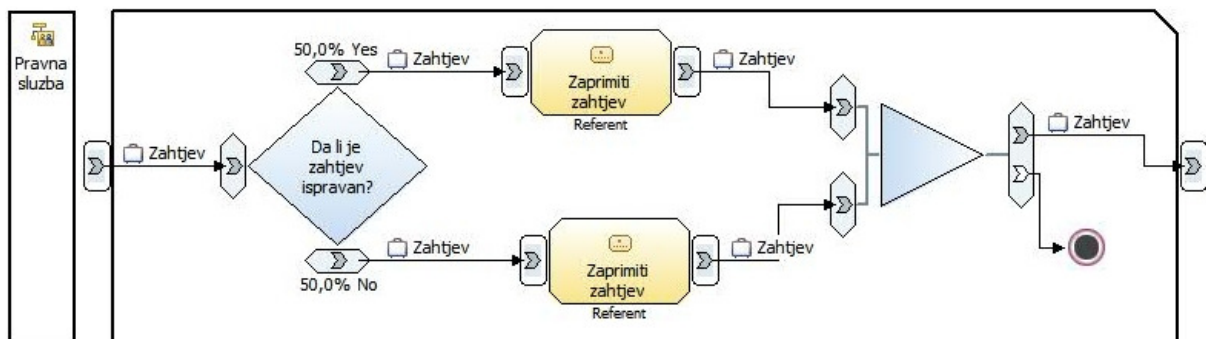 Pravna
sluzba
Zahtjev
50,0% Yes
Da li je
zahtjev
ispravan?
50,0% No
Zahtjev
Zaprimiti
zahtjev
Referent
Zahtjev
Zahtjev
Zaprimiti
zahtjev
Referent
Zahtjev
Zahtjev